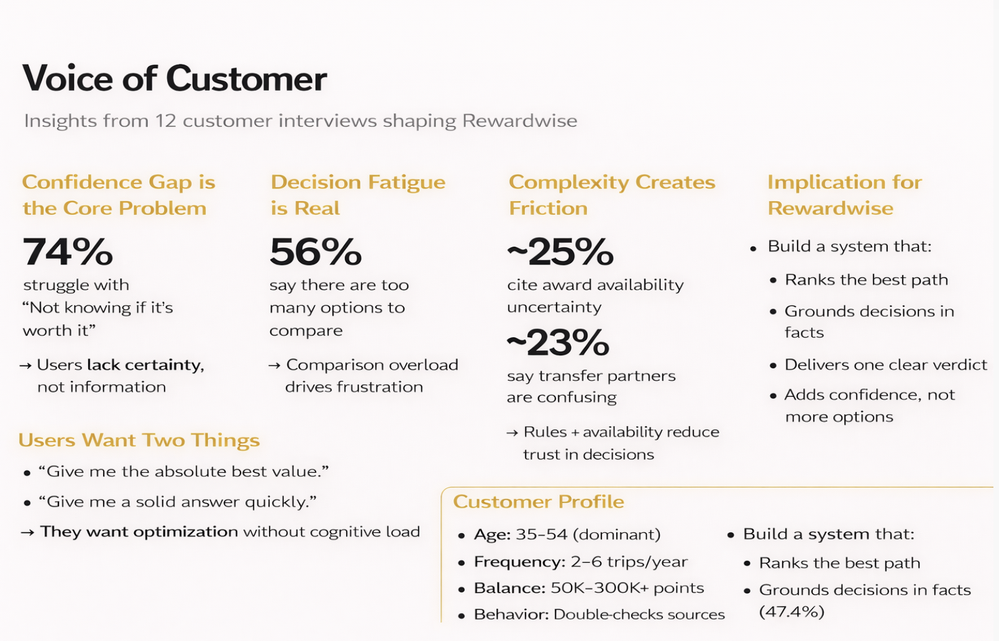 Voice of Customer
Insights from 12 customer interviews shaping Rewardwise
Confidence Gap is
the Core Problem
74%
struggle with
“Not knowing if it’s
worth it”
→ Users lack certainty,
not information
Decision Fatigue
is Real
56%
say there are too
many options to
compare
→ Comparison overload
drives frustration
Complexity Creates
Friction
~25%
cite award availability
uncertainty
~23%
say transfer partners
are confusing
→ Rules + availability reduce
trust in decisions
Implication for
Rewardwise
• Build a system that:
• Ranks the best path
• Grounds decisions in
facts
• Delivers one clear verdict
• Adds confidence, not
more options
Users Want Two Things
• “Give me the absolute best value.”
• “Give me a solid answer quickly.”
→ They want optimization without cognitive load
Customer Profile
• Age: 35–54 (dominant)
• Frequency: 2–6 trips/year
• Balance: 50K–300K+ points
• Behavior: Double-checks sources
• Build a system that:
• Ranks the best path
• Grounds decisions in facts
(47.4%)